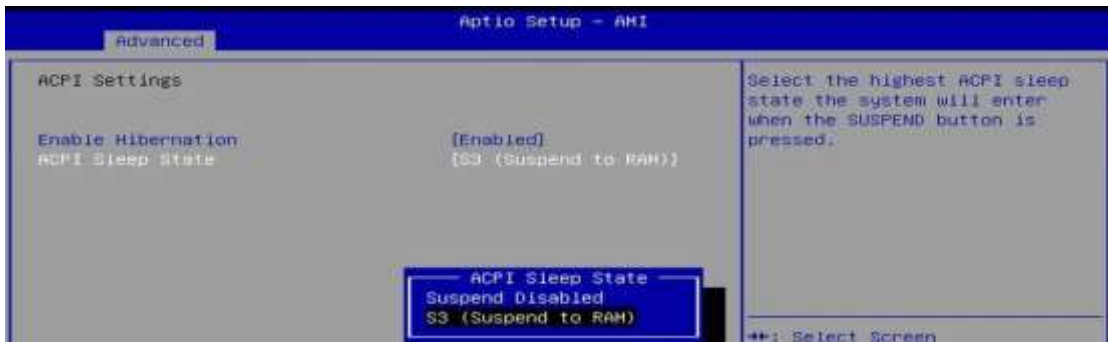 Aptio Setup - AMI
Advanced
ACPI Settings
Enable Hibernation [Enabled]
ACPI Sleep State [S3 (Suspend to RAM)]
Select the highest ACPI sleep
state the system will enter
when the SUSPEND button is
pressed.
ACPI Sleep State
Suspend Disabled
S3 (Suspend to RAM)
→←: Select Screen